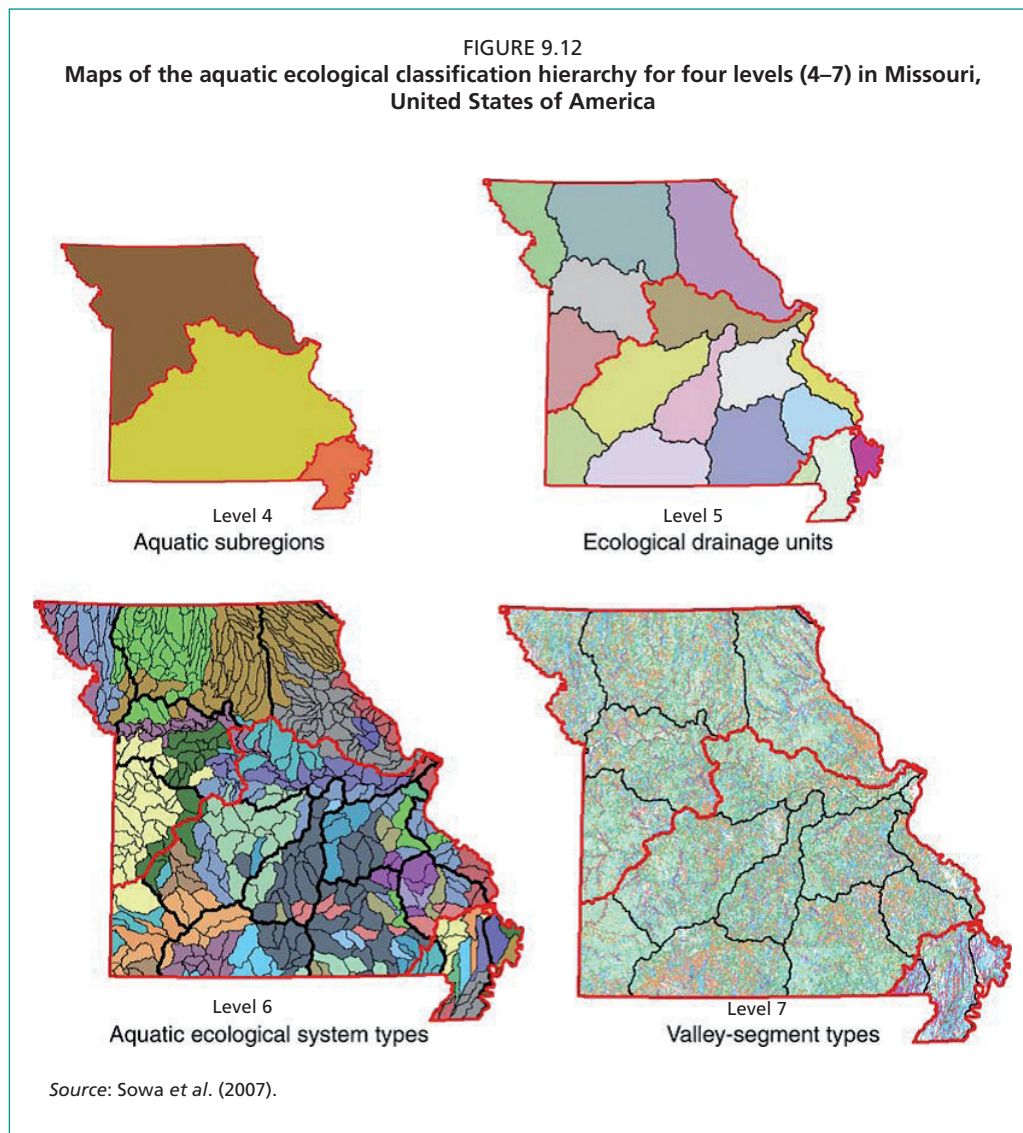 FIGURE 9.12
Maps of the aquatic ecological classification hierarchy for four levels (4–7) in Missouri,
United States of America
Level 4
Aquatic subregions
Level 5
Ecological drainage units
Level 6
Aquatic ecological system types
Level 7
Valley-segment types
Source: Sowa et al. (2007).